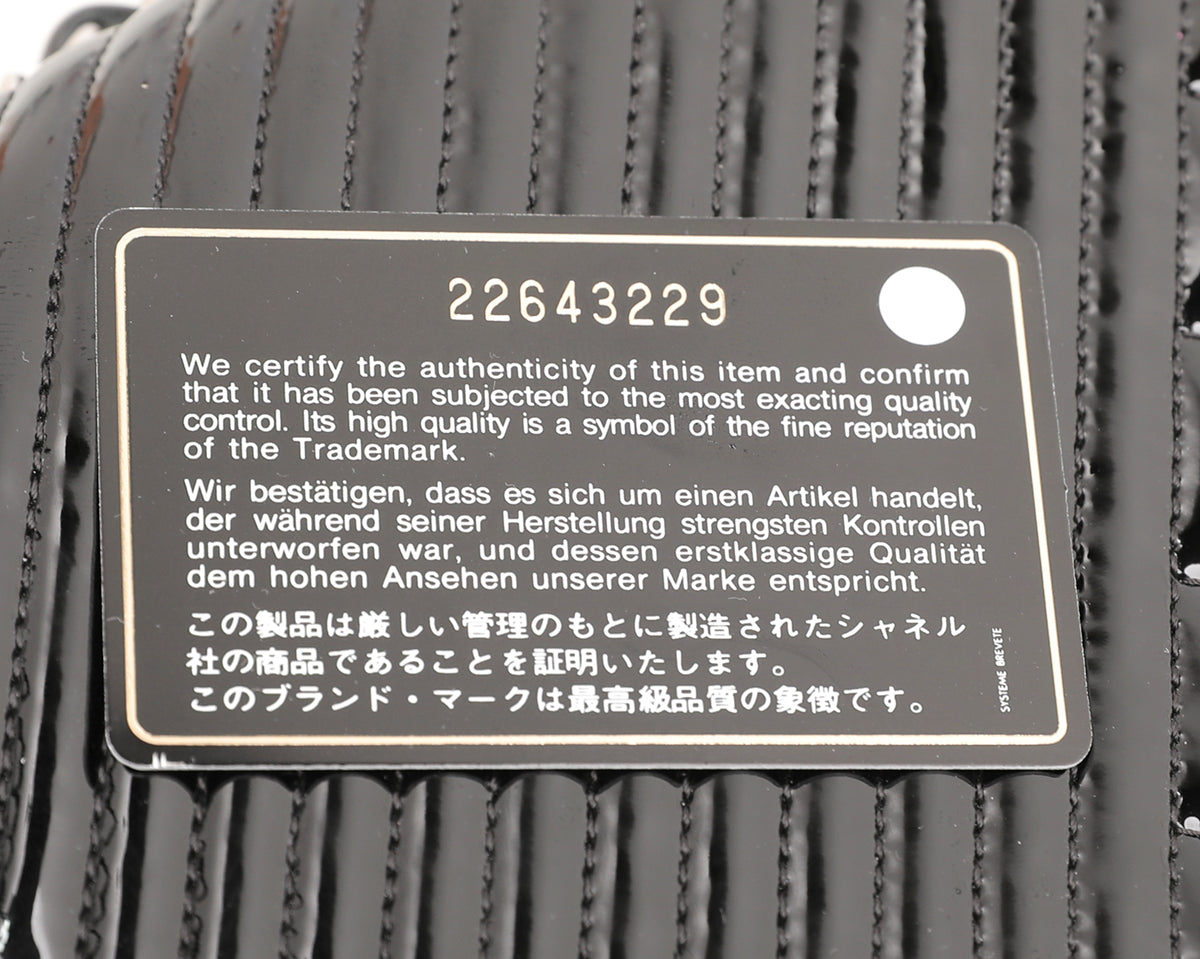 22643229
We certify the authenticity of this item and confirm
that it has been subjected to the most exacting quality
control. Its high quality is a symbol of the fine reputation
of the Trademark.
Wir bestätigen, dass es sich um einen Artikel handelt,
der während seiner Herstellung strengsten Kontrollen
unterworfen war, und dessen erstklassige Qualität
dem hohen Ansehen unserer Marke entspricht.
この製品は厳しい管理のもとに製造されたシャネル
社の商品であることを証明いたします。
このブランド・マークは最高級品質の象徴です。
SYSTEME BREVETE